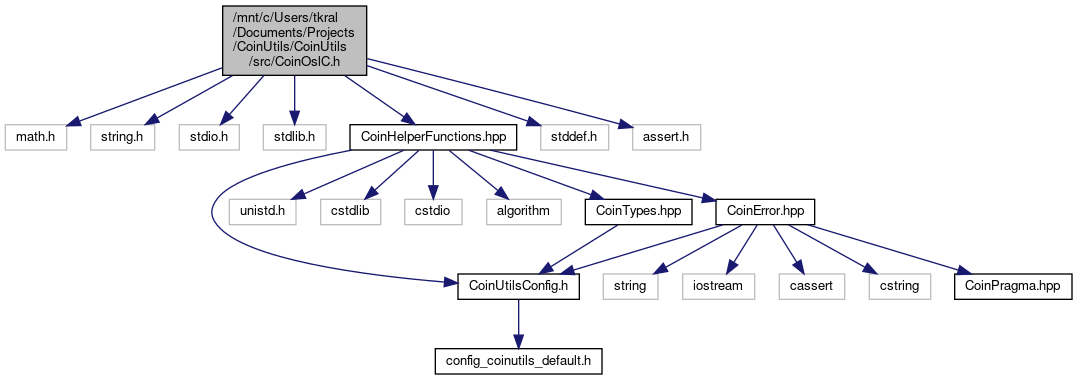 /mnt/c/Users/tkral
/Documents/Projects
/CoinUtils/CoinUtils
/src/CoinOslC.h
math.h
string.h
stdio.h
stdlib.h
CoinHelperFunctions.hpp
stddef.h
assert.h
unistd.h
cstdlib
cstdio
algorithm
CoinTypes.hpp
CoinError.hpp
CoinUtilsConfig.h
string
iostream
cassert
cstring
CoinPragma.hpp
config_coinutils_default.h